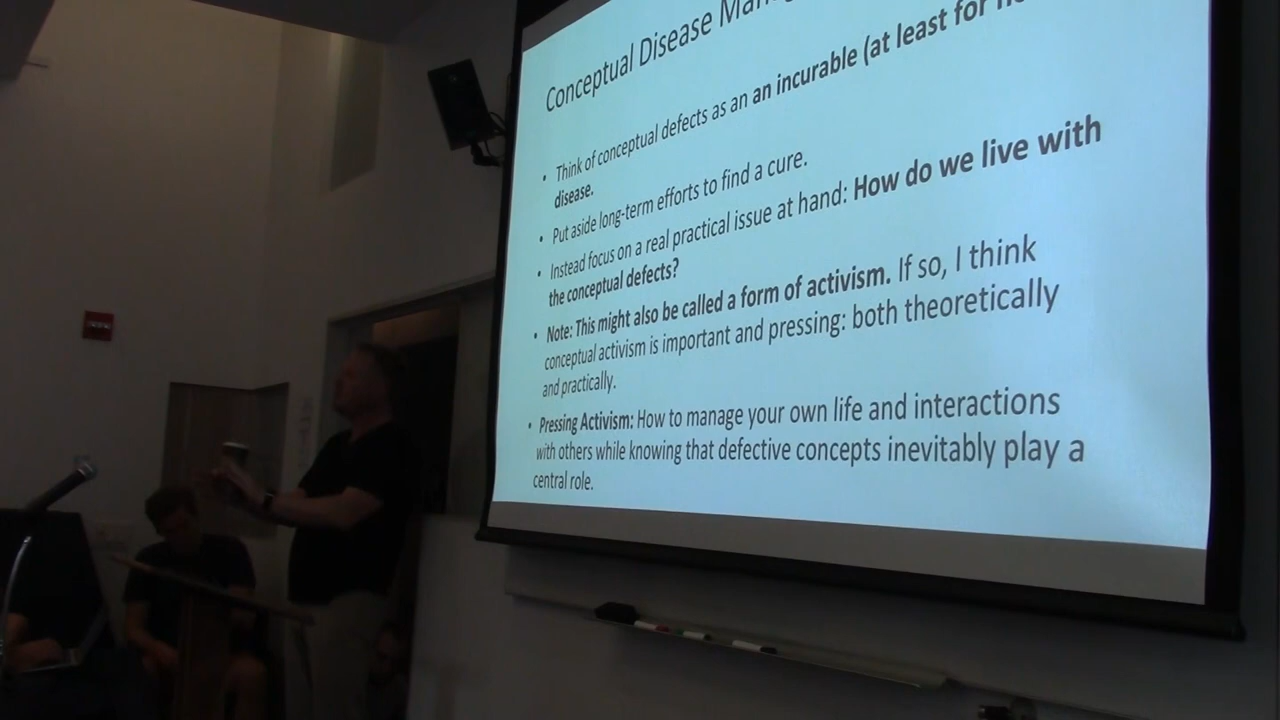 Conceptual Disease
• Think of conceptual defects as an an incurable (at least for
disease.
• Put aside long-term efforts to find a cure.
• Instead focus on a real practical issue at hand: How do we live with
the conceptual defects?
• Note: This might also be called a form of activism. If so, I think
conceptual activism is important and pressing: both theoretically
and practically.
• Pressing Activism: How to manage your own life and interactions
with others while knowing that defective concepts inevitably play a
central role.